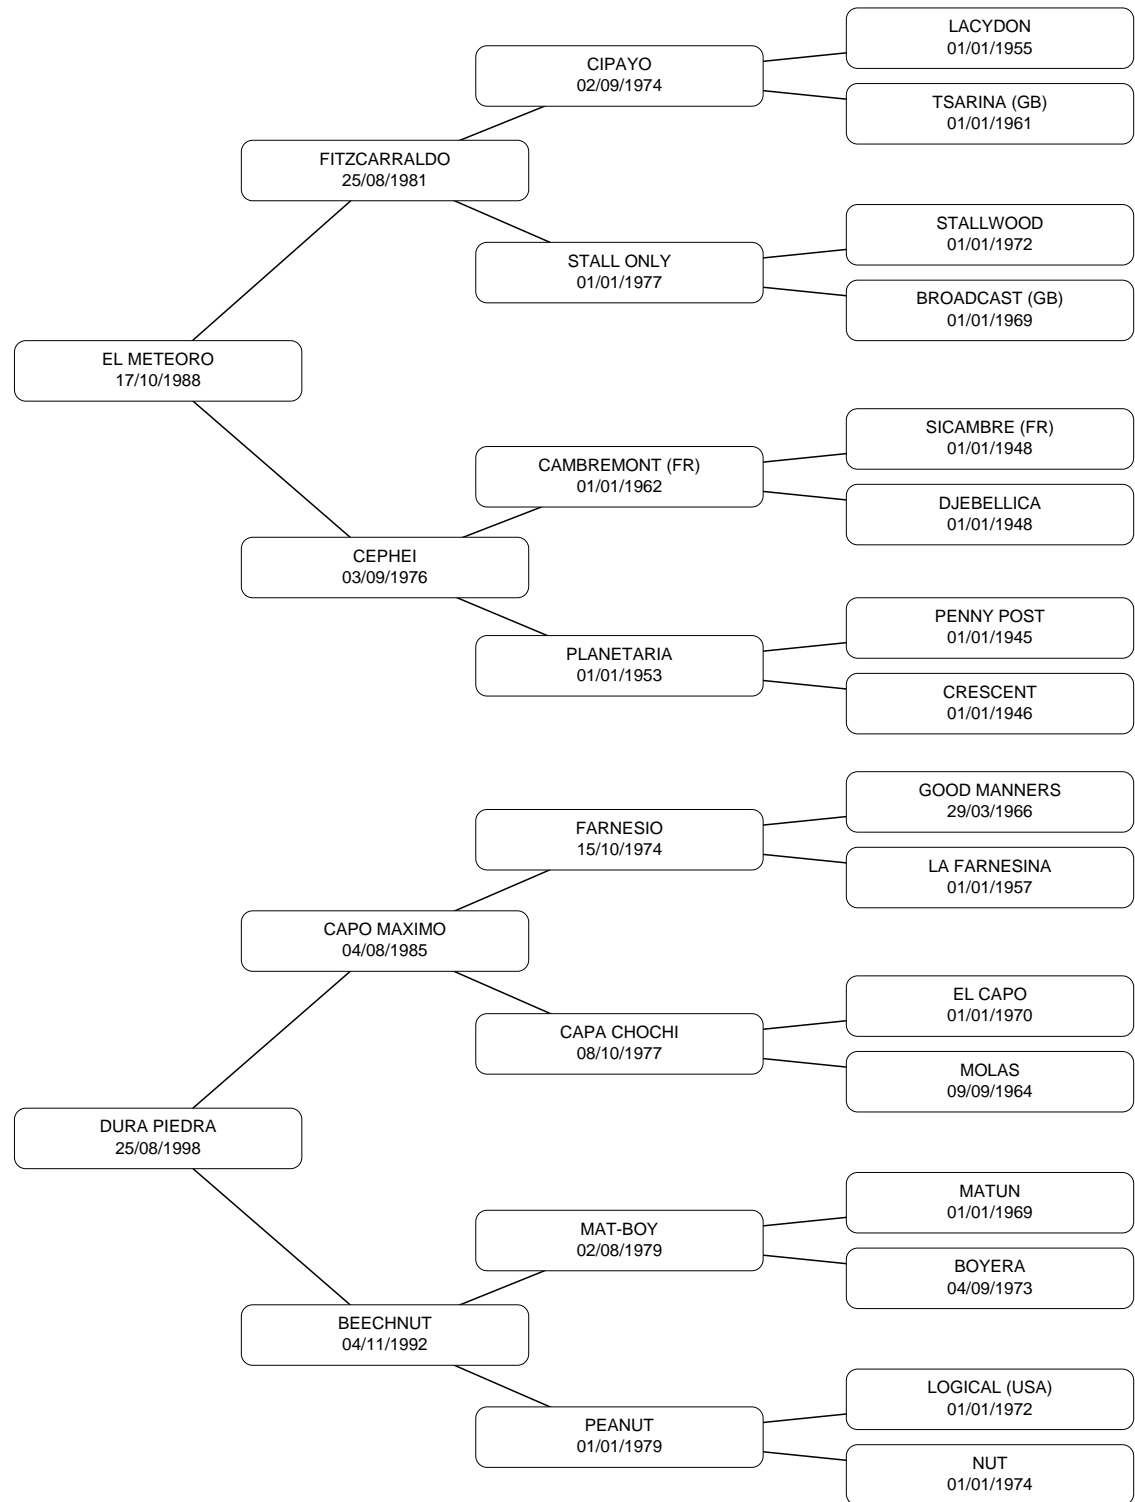 LACYDON
01/01/1955
CIPAYO
02/09/1974
TSARINA (GB)
01/01/1961
FITZCARRALDO
25/08/1981
STALLWOOD
01/01/1972
STALL ONLY
01/01/1977
BROADCAST (GB)
01/01/1969
EL METEORO
17/10/1988
SICAMBRE (FR)
01/01/1948
CAMBREMONT (FR)
01/01/1962
DJEBELLICA
01/01/1948
CEPHEI
03/09/1976
PENNY POST
01/01/1945
PLANETARIA
01/01/1953
CRESCENT
01/01/1946
GOOD MANNERS
29/03/1966
FARNESIO
15/10/1974
LA FARNESINA
01/01/1957
CAPO MAXIMO
04/08/1985
EL CAPO
01/01/1970
CAPA CHOCHI
08/10/1977
MOLAS
09/09/1964
DURA PIEDRA
25/08/1998
MATUN
01/01/1969
MAT-BOY
02/08/1979
BOYERA
04/09/1973
BEECHNUT
04/11/1992
LOGICAL (USA)
01/01/1972
PEANUT
01/01/1979
NUT
01/01/1974